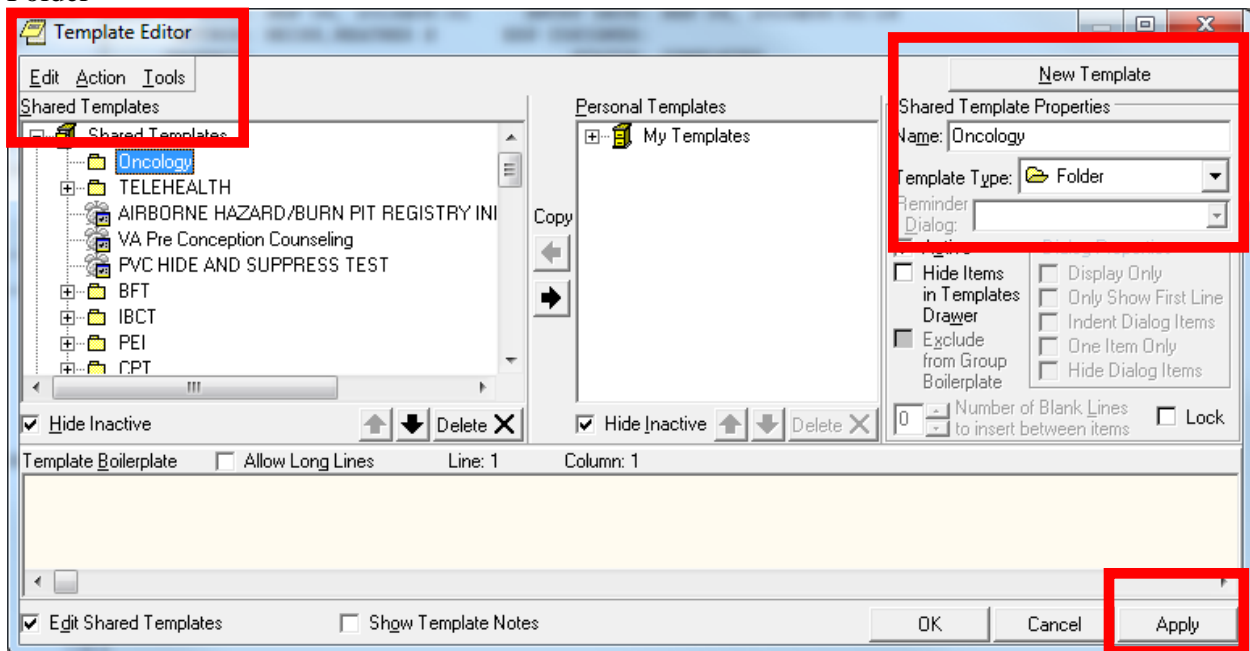 Folder
Template Editor
Edit Action Tools
New Template
Shared Templates
Shared Templates
Oncology
TELEHEALTH
AIRBORNE HAZARD/BURN PIT REGISTRY INI
VA Pre Conception Counseling
PVC HIDE AND SUPPRESS TEST
BFT
IBCT
PEI
CPT
Hide Inactive
Delete
Copy
Personal Templates
My Templates
Hide Inactive
Delete
Shared Template Properties
Name: Oncology
Template Type: Folder
Reminder
Dialog:
Active
Hide Items
in Templates
Drawer
Exclude
from Group
Boilerplate
Dialog Properties
Display Only
Only Show First Line
Indent Dialog Items
One Item Only
Hide Dialog Items
0 Number of Blank Lines
to insert between items
Lock
Template Boilerplate Allow Long Lines Line: 1 Column: 1
Edit Shared Templates Show Template Notes OK Cancel Apply